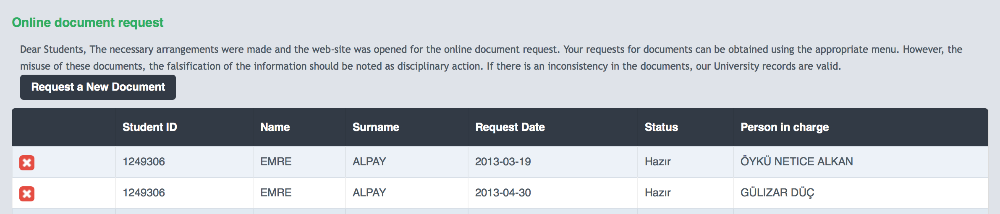 Online document request
Dear Students, The necessary arrangements were made and the web-site was opened for the online document request. Your requests for documents can be obtained using the appropriate menu. However, the
misuse of these documents, the falsification of the information should be noted as disciplinary action. If there is an inconsistency in the documents, our University records are valid.
Request a New Document
Student ID Name Surname Request Date Status Person in charge
1249306 EMRE ALPAY 2013-03-19 Hazır ÖYKÜ NETICE ALKAN
1249306 EMRE ALPAY 2013-04-30 Hazır GÜLIZAR DÜÇ